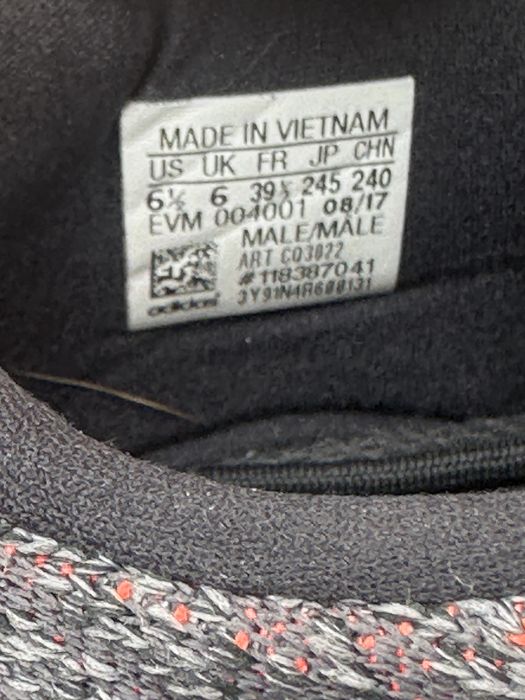 MADE IN VIETNAM
US UK FR JP CHN
6½ 6 39⅓ 245 240
EVM 004001 08/17
MALE/MÂLE
ART CQ3022
#118387041
3Y91N4R600131
adidas